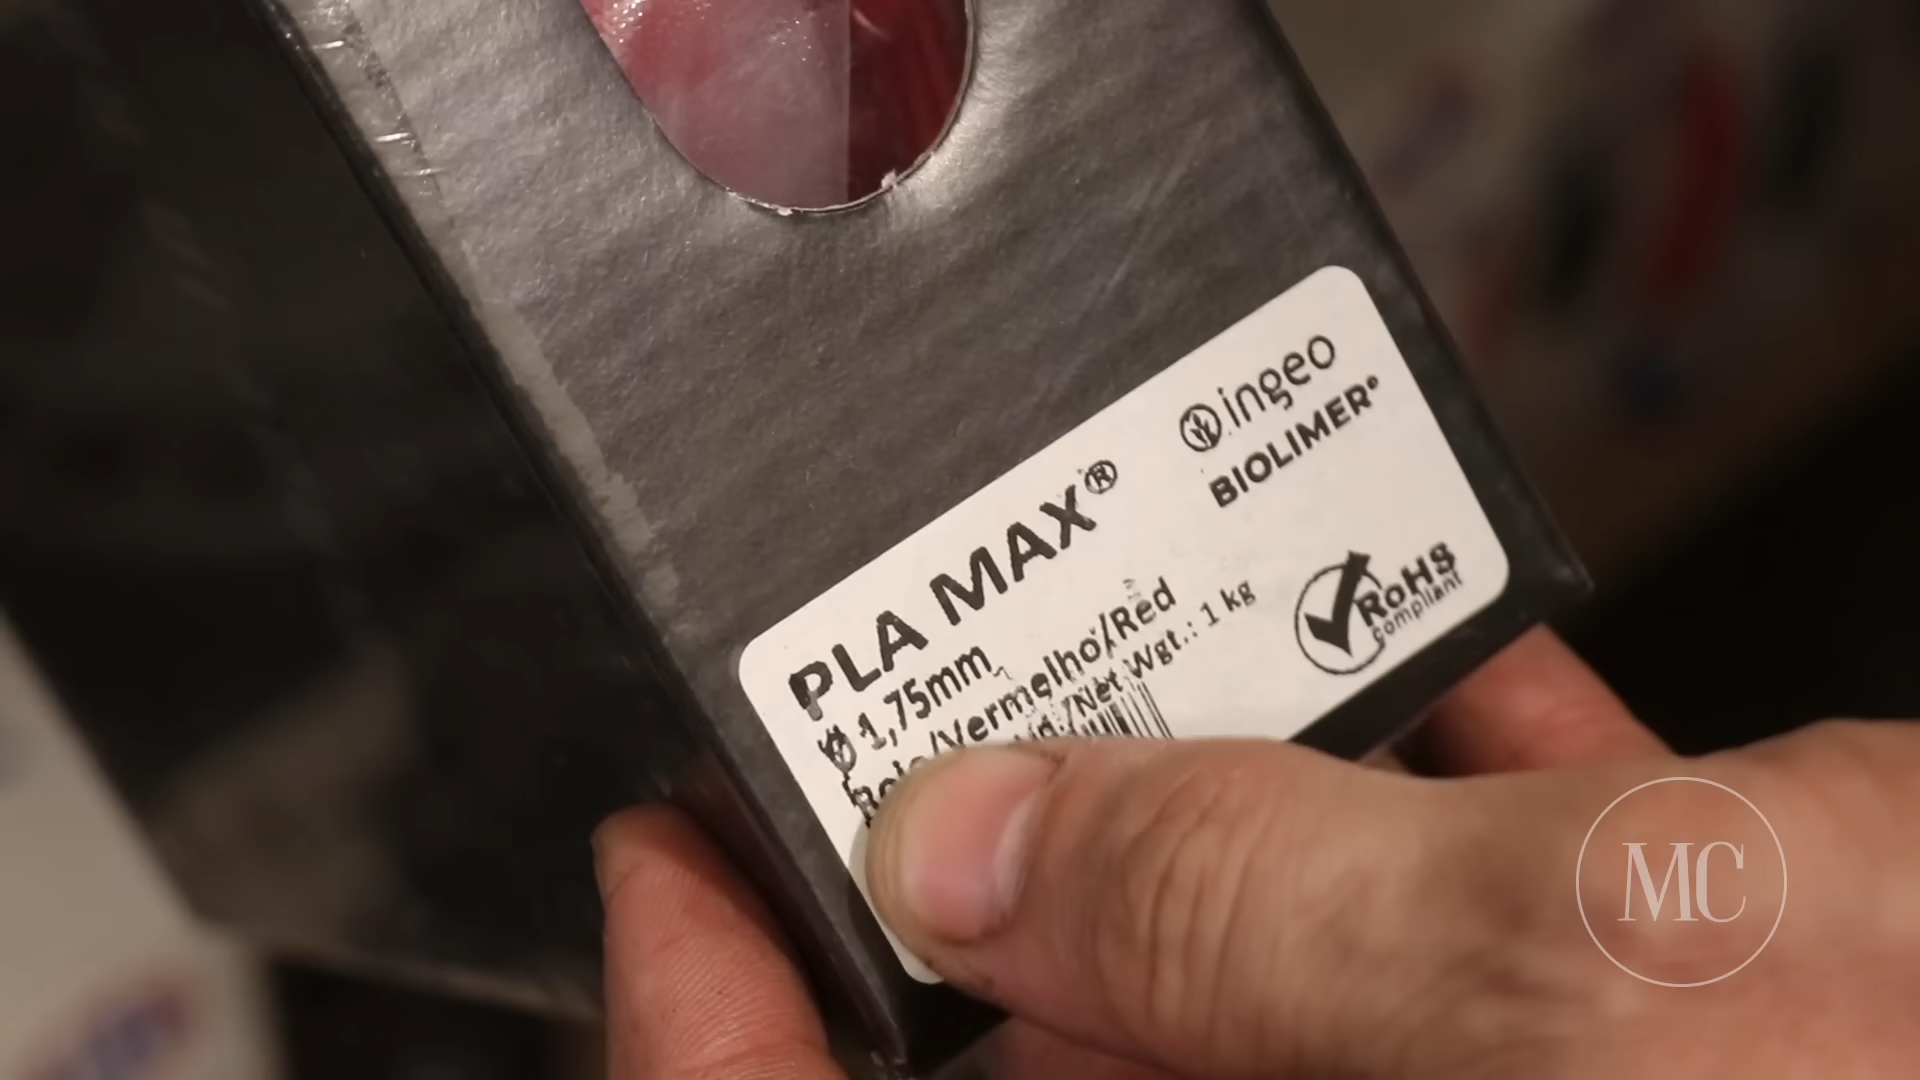 PLA MAX®
ingeo
BIOLIMER®
Ø 1,75mm
/Vermelho/Red
/Net Wgt.: 1 kg
RoHS
compliant
MC